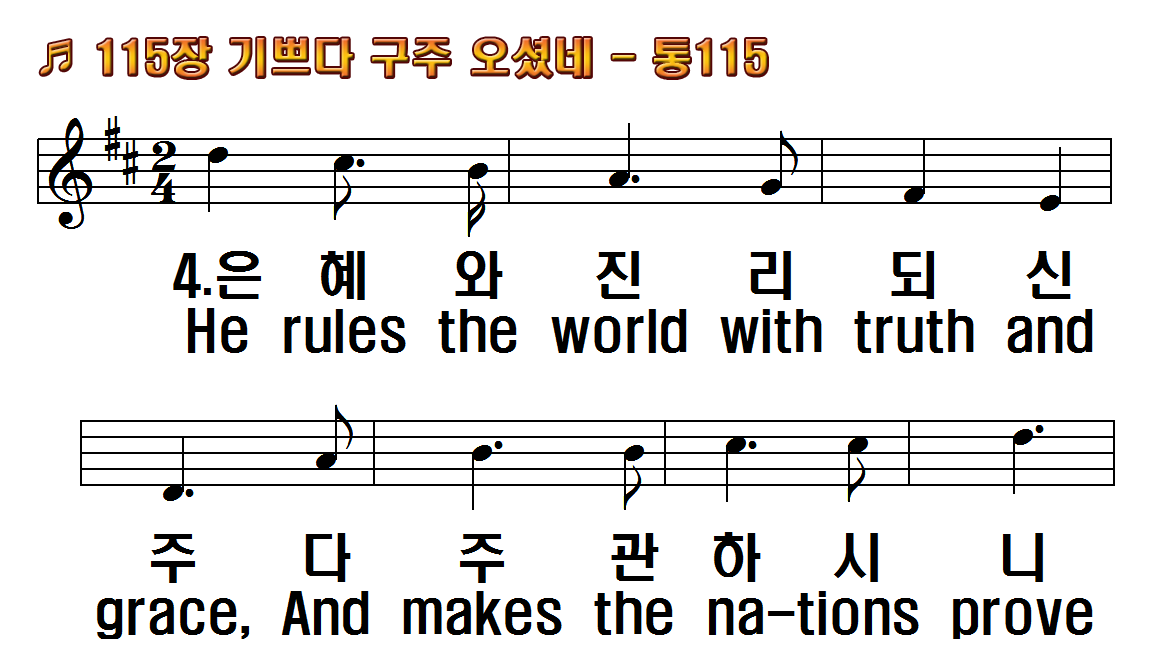 ♬ 115장 기쁘다 구주 오셨네 - 통115
2/4
4.은 혜 와 진 리 되 신
He rules the world with truth and
주 다 주 관 하 시 니
grace, And makes the na-tions prove